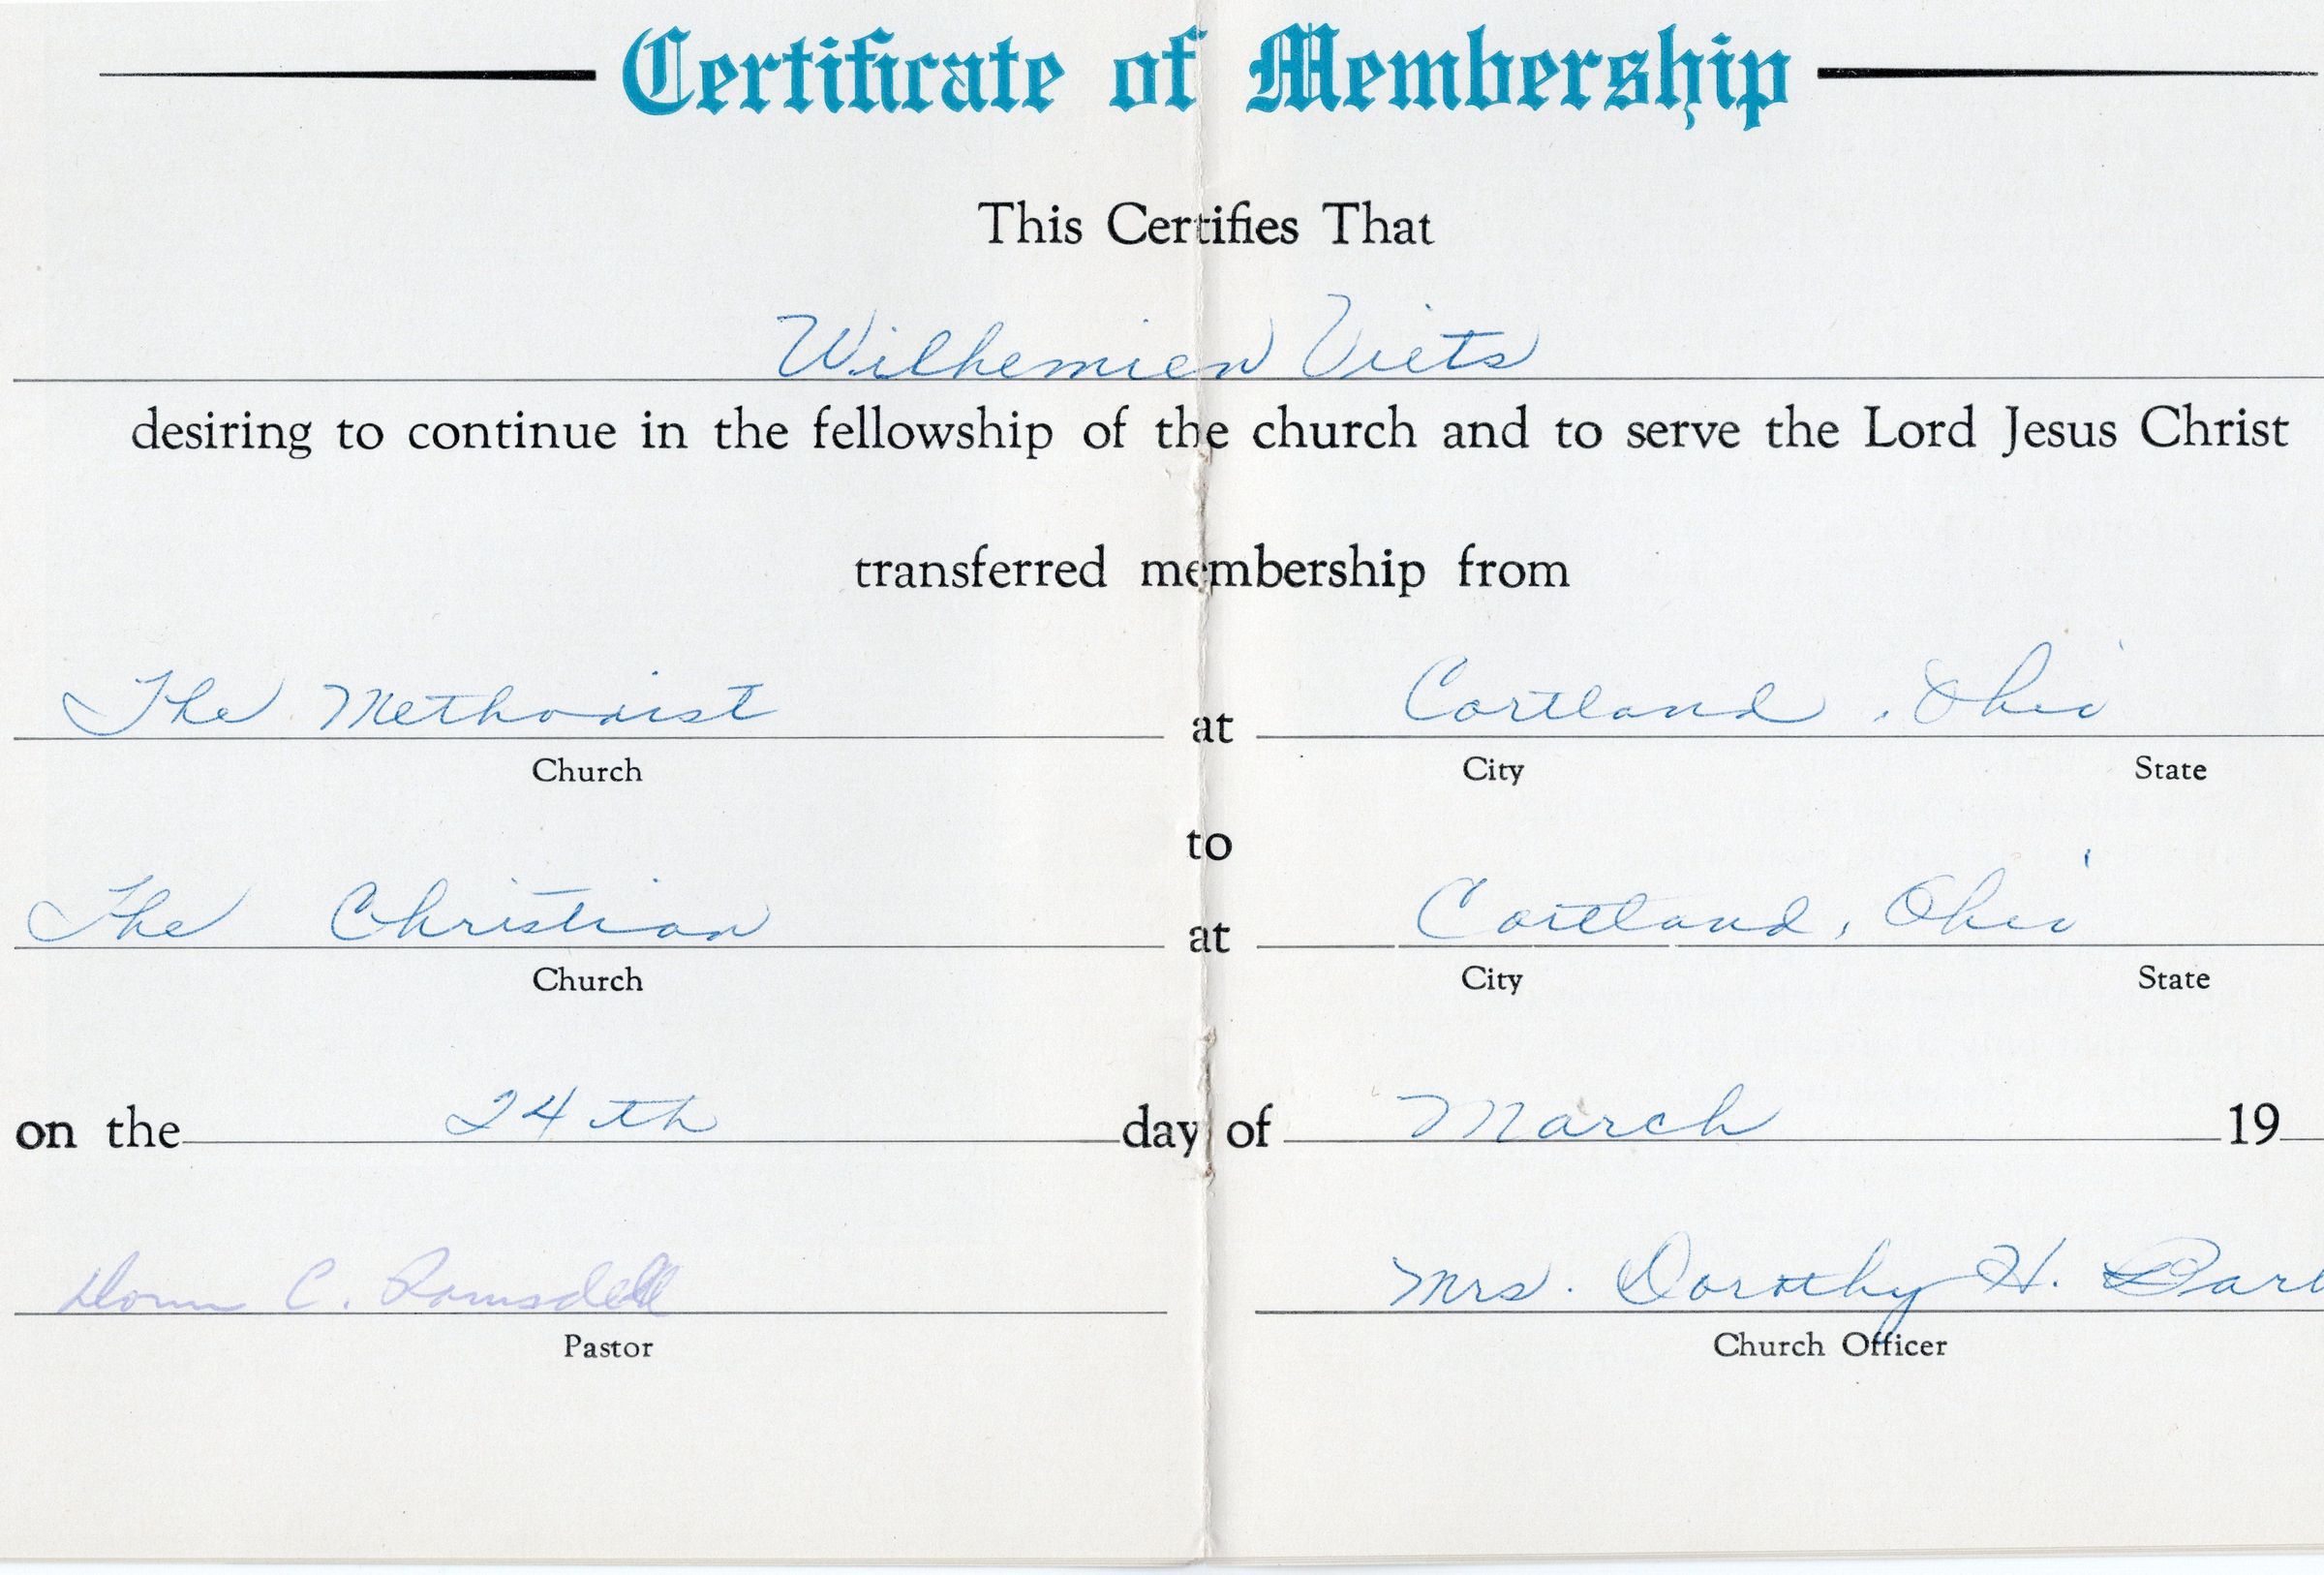 Certificate of Membership
This Certifies That
Wilhemien Viets
desiring to continue in the fellowship of the church and to serve the Lord Jesus Christ
transferred membership from
The Methodist at Cortland, Ohio
Church City State
to
The Christian at Cortland, Ohio
Church City State
on the 24th day of March 19
C. Ramsdell Mrs. Dorothy H.
Pastor Church Officer